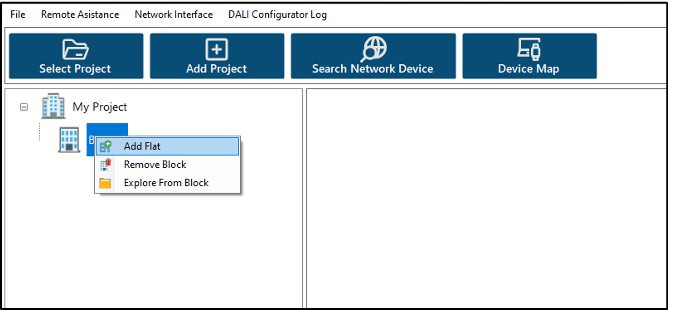 File Remote Asistance Network Interface DALI Configurator Log
Select Project Add Project Search Network Device Device Map
My Project
Add Flat
Remove Block
Explore From Block